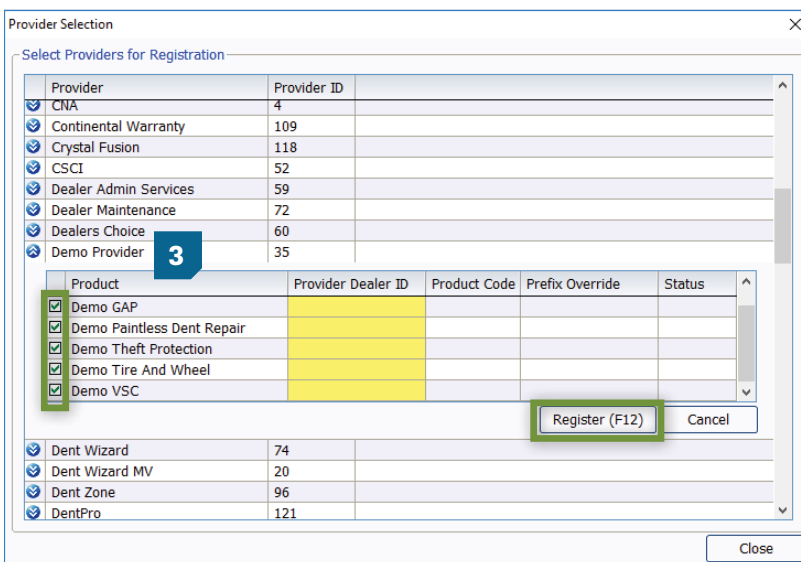 Provider Selection
Select Providers for Registration
Provider Provider ID
CNA 4
Continental Warranty 109
Crystal Fusion 118
CSCI 52
Dealer Admin Services 59
Dealer Maintenance 72
Dealers Choice 60
Demo Provider 35
3
Product Provider Dealer ID Product Code Prefix Override Status
Demo GAP
Demo Paintless Dent Repair
Demo Theft Protection
Demo Tire And Wheel
Demo VSC
Register (F12) Cancel
Dent Wizard 74
Dent Wizard MV 20
Dent Zone 96
DentPro 121
Close